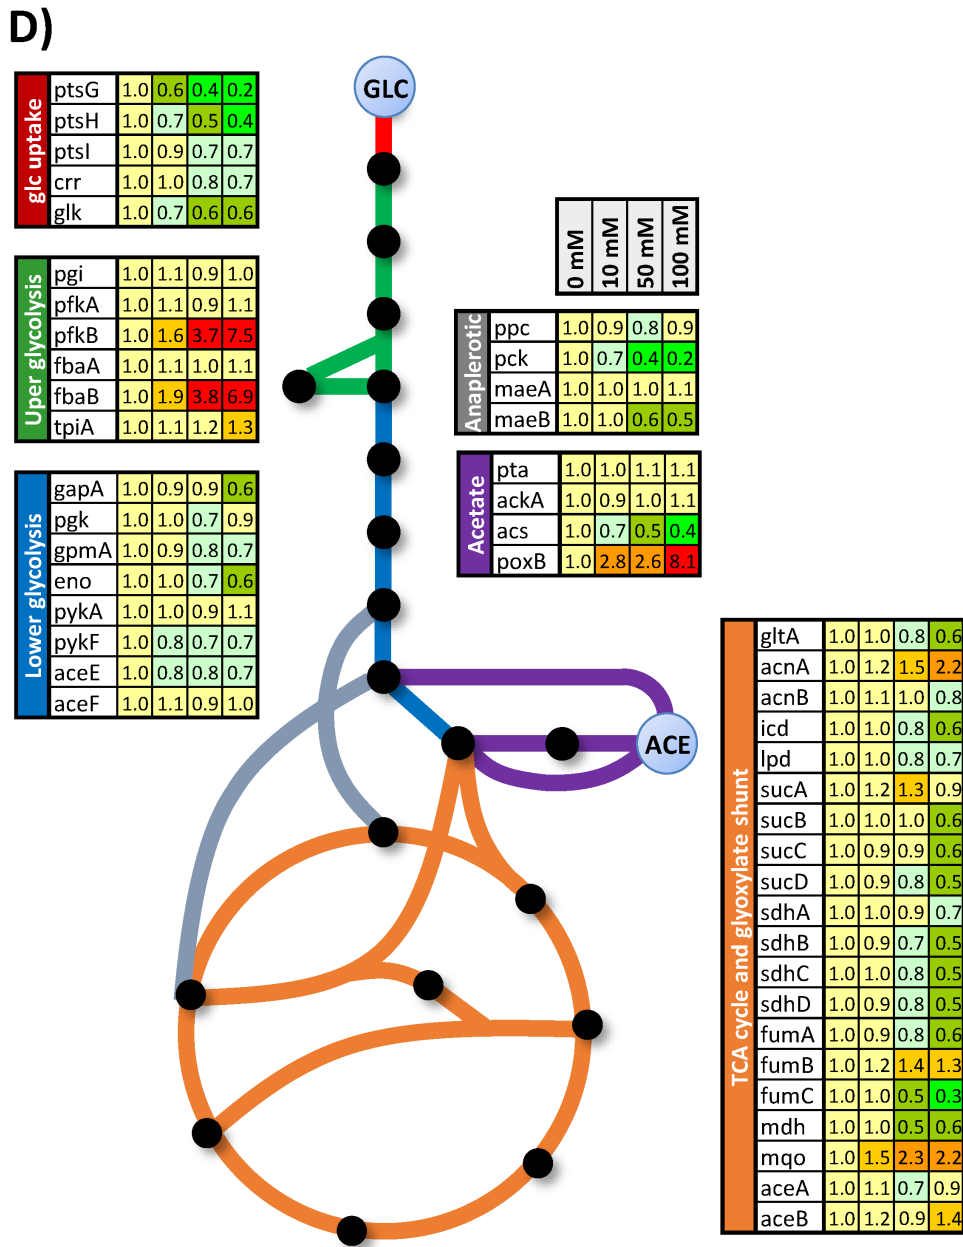 D)
GLC
glc uptake
ptsG 1.0 0.6 0.4 0.2
ptsH 1.0 0.7 0.5 0.4
ptsI 1.0 0.9 0.7 0.7
crr 1.0 1.0 0.8 0.7
glk 1.0 0.7 0.6 0.6
0 mM 10 mM 50 mM 100 mM
Uper glycolysis
pgi 1.0 1.1 0.9 1.0
pfkA 1.0 1.1 0.9 1.1
pfkB 1.0 1.6 3.7 7.5
fbaA 1.0 1.1 1.0 1.1
fbaB 1.0 1.9 3.8 6.9
tpiA 1.0 1.1 1.2 1.3
Anaplerotic
ppc 1.0 0.9 0.8 0.9
pck 1.0 0.7 0.4 0.2
maeA 1.0 1.0 1.0 1.1
maeB 1.0 1.0 0.6 0.5
Acetate
pta 1.0 1.0 1.1 1.1
ackA 1.0 0.9 1.0 1.1
acs 1.0 0.7 0.5 0.4
poxB 1.0 2.8 2.6 8.1
Lower glycolysis
gapA 1.0 0.9 0.9 0.6
pgk 1.0 1.0 0.7 0.9
gpmA 1.0 0.9 0.8 0.7
eno 1.0 1.0 0.7 0.6
pykA 1.0 1.0 0.9 1.1
pykF 1.0 0.8 0.7 0.7
aceE 1.0 0.8 0.8 0.7
aceF 1.0 1.1 0.9 1.0
ACE
TCA cycle and glyoxylate shunt
gltA 1.0 1.0 0.8 0.6
acnA 1.0 1.2 1.5 2.2
acnB 1.0 1.1 1.0 0.8
icd 1.0 1.0 0.8 0.6
lpd 1.0 1.0 0.8 0.7
sucA 1.0 1.2 1.3 0.9
sucB 1.0 1.0 1.0 0.6
sucC 1.0 0.9 0.9 0.6
sucD 1.0 0.9 0.8 0.5
sdhA 1.0 1.0 0.9 0.7
sdhB 1.0 0.9 0.7 0.5
sdhC 1.0 1.0 0.8 0.5
sdhD 1.0 0.9 0.8 0.5
fumA 1.0 0.9 0.8 0.6
fumB 1.0 1.2 1.4 1.3
fumC 1.0 1.0 0.5 0.3
mdh 1.0 1.0 0.5 0.6
mqo 1.0 1.5 2.3 2.2
aceA 1.0 1.1 0.7 0.9
aceB 1.0 1.2 0.9 1.4